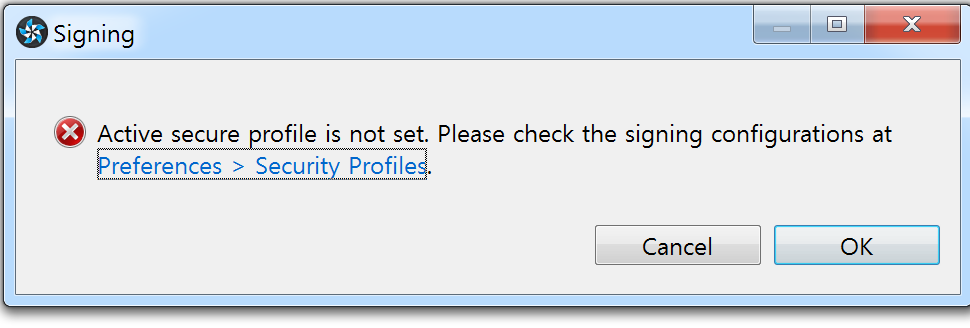 Signing
Active secure profile is not set. Please check the signing configurations at
Preferences > Security Profiles.
Cancel
OK